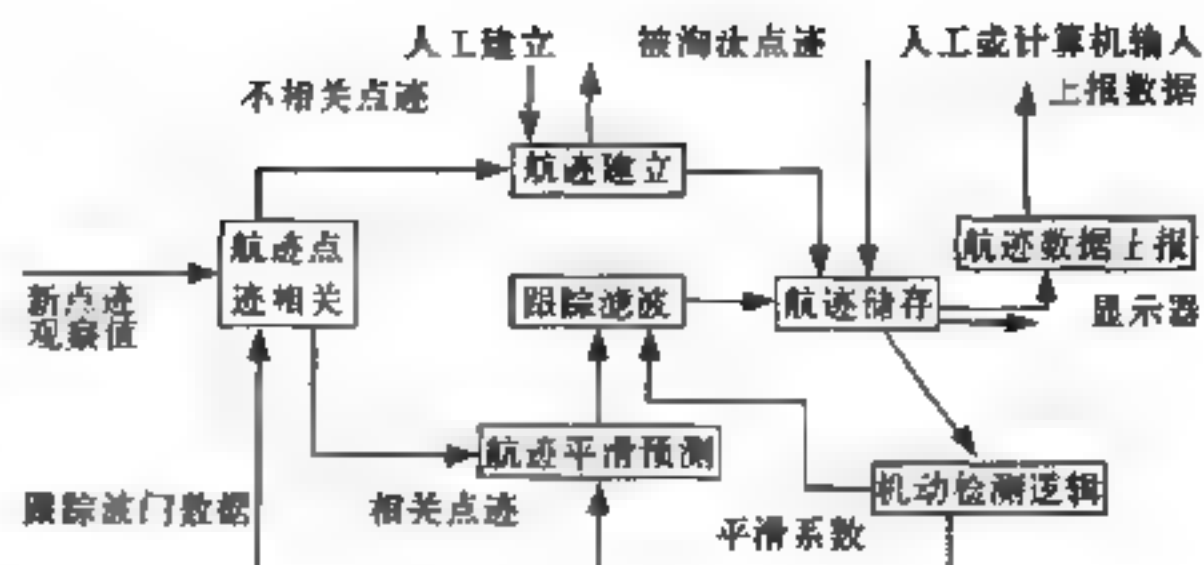 人工建立
被淘汰点迹
人工或计算机输入
上报数据
不相关点迹
航迹建立
航迹点
迹相关
航迹数据上报
新点迹
观察值
跟踪滤波
航迹储存
显示器
航迹平滑预测
机动检测逻辑
跟踪波门数据
相关点迹
平滑系数